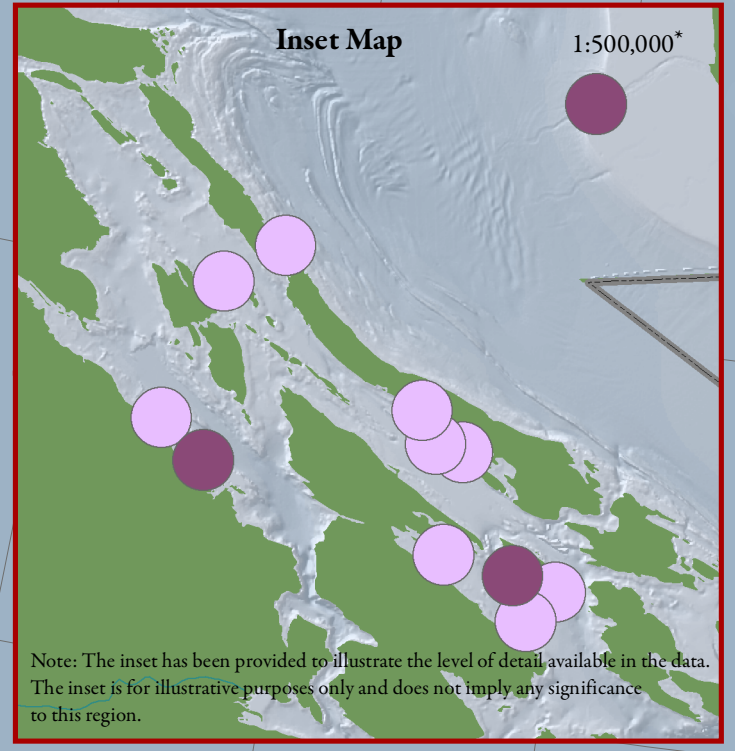 Inset Map
1:500,000*
Note: The inset has been provided to illustrate the level of detail available in the data.
The inset is for illustrative purposes only and does not imply any significance
to this region.